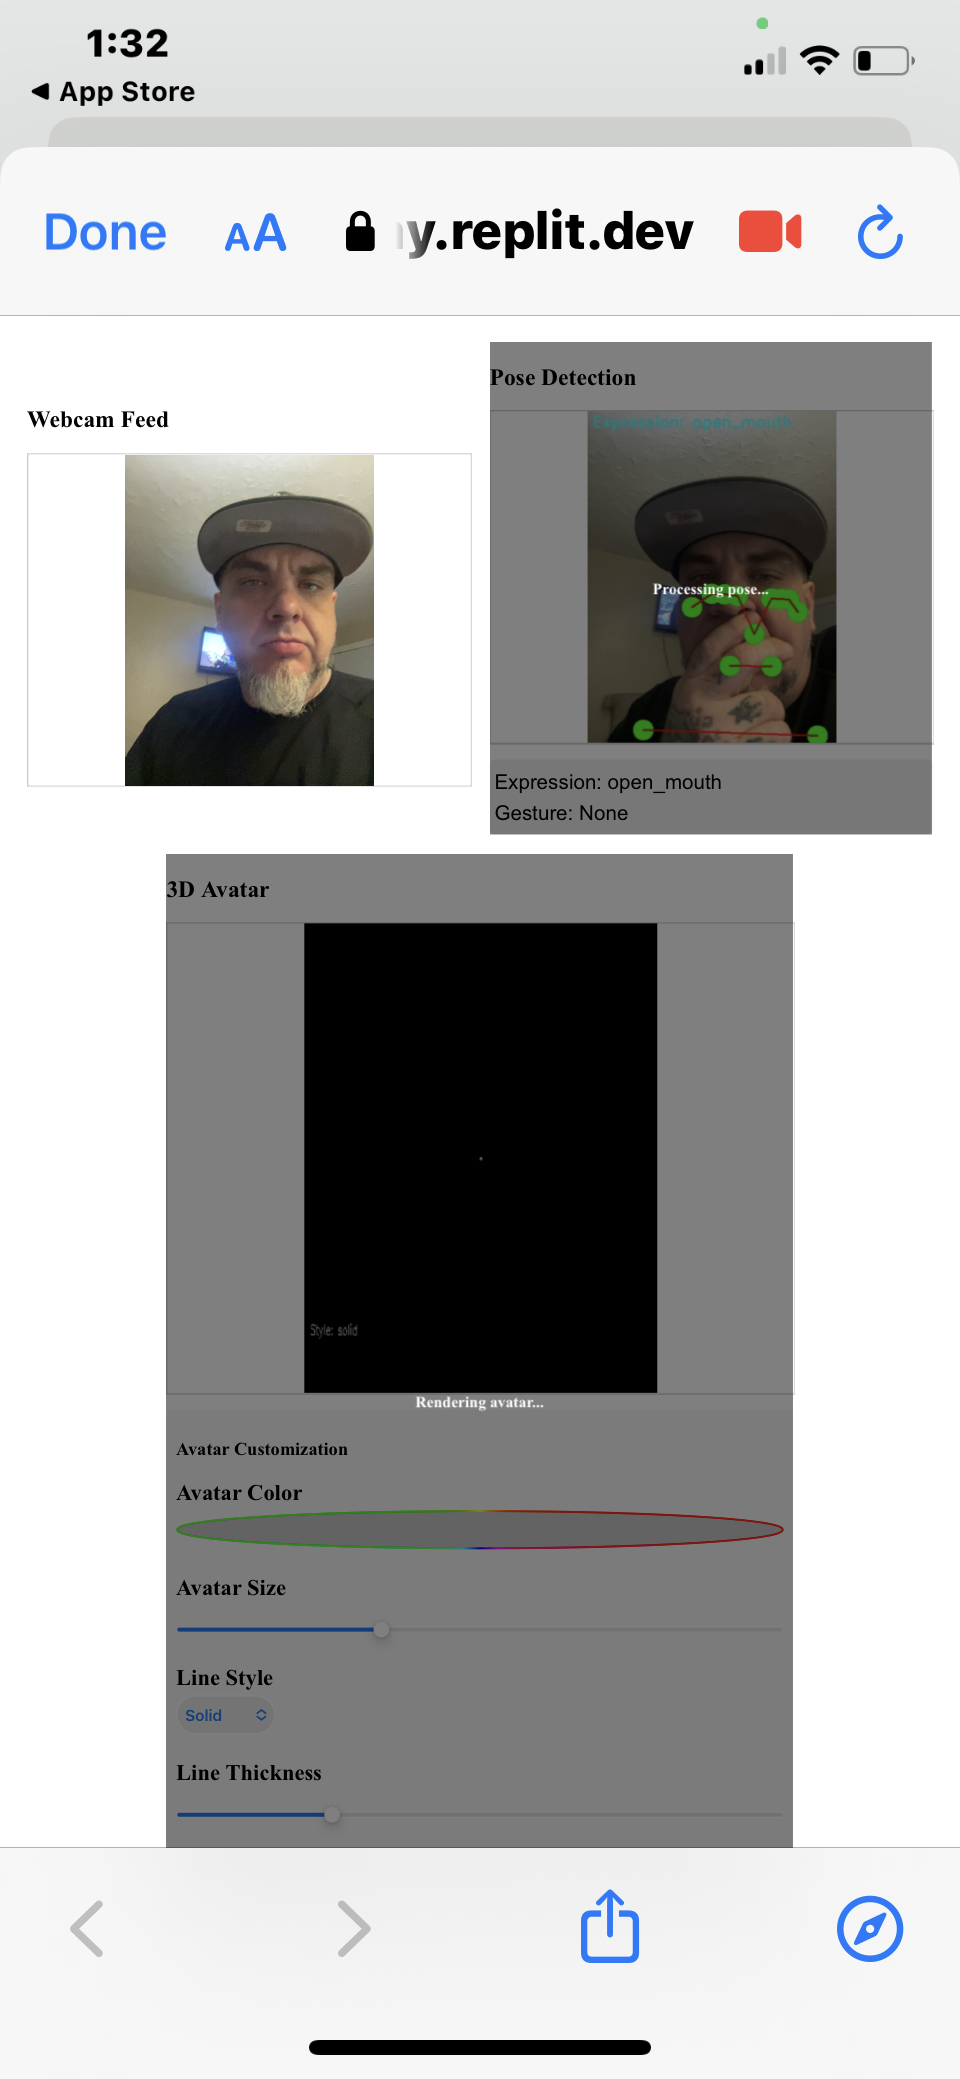 1:32
App Store
Done
AA
y.replit.dev
Webcam Feed
Pose Detection
Expression: open_mouth
Processing pose...
Expression: open_mouth
Gesture: None
3D Avatar
Style: solid
Rendering avatar...
Avatar Customization
Avatar Color
Avatar Size
Line Style
Solid
Line Thickness